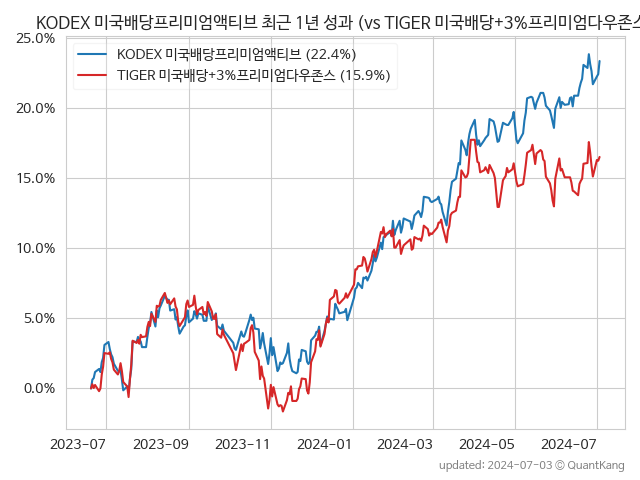 KODEX 미국배당프리미엄액티브 최근 1년 성과 (vs TIGER 미국배당+3%프리미엄다우존스
25.0%
KODEX 미국배당프리미엄액티브 (22.4%)
TIGER 미국배당+3%프리미엄다우존스 (15.9%)
20.0%
15.0%
10.0%
5.0%
0.0%
2023-07 2023-09 2023-11 2024-01 2024-03 2024-05 2024-07
updated: 2024-07-03 © QuantKang